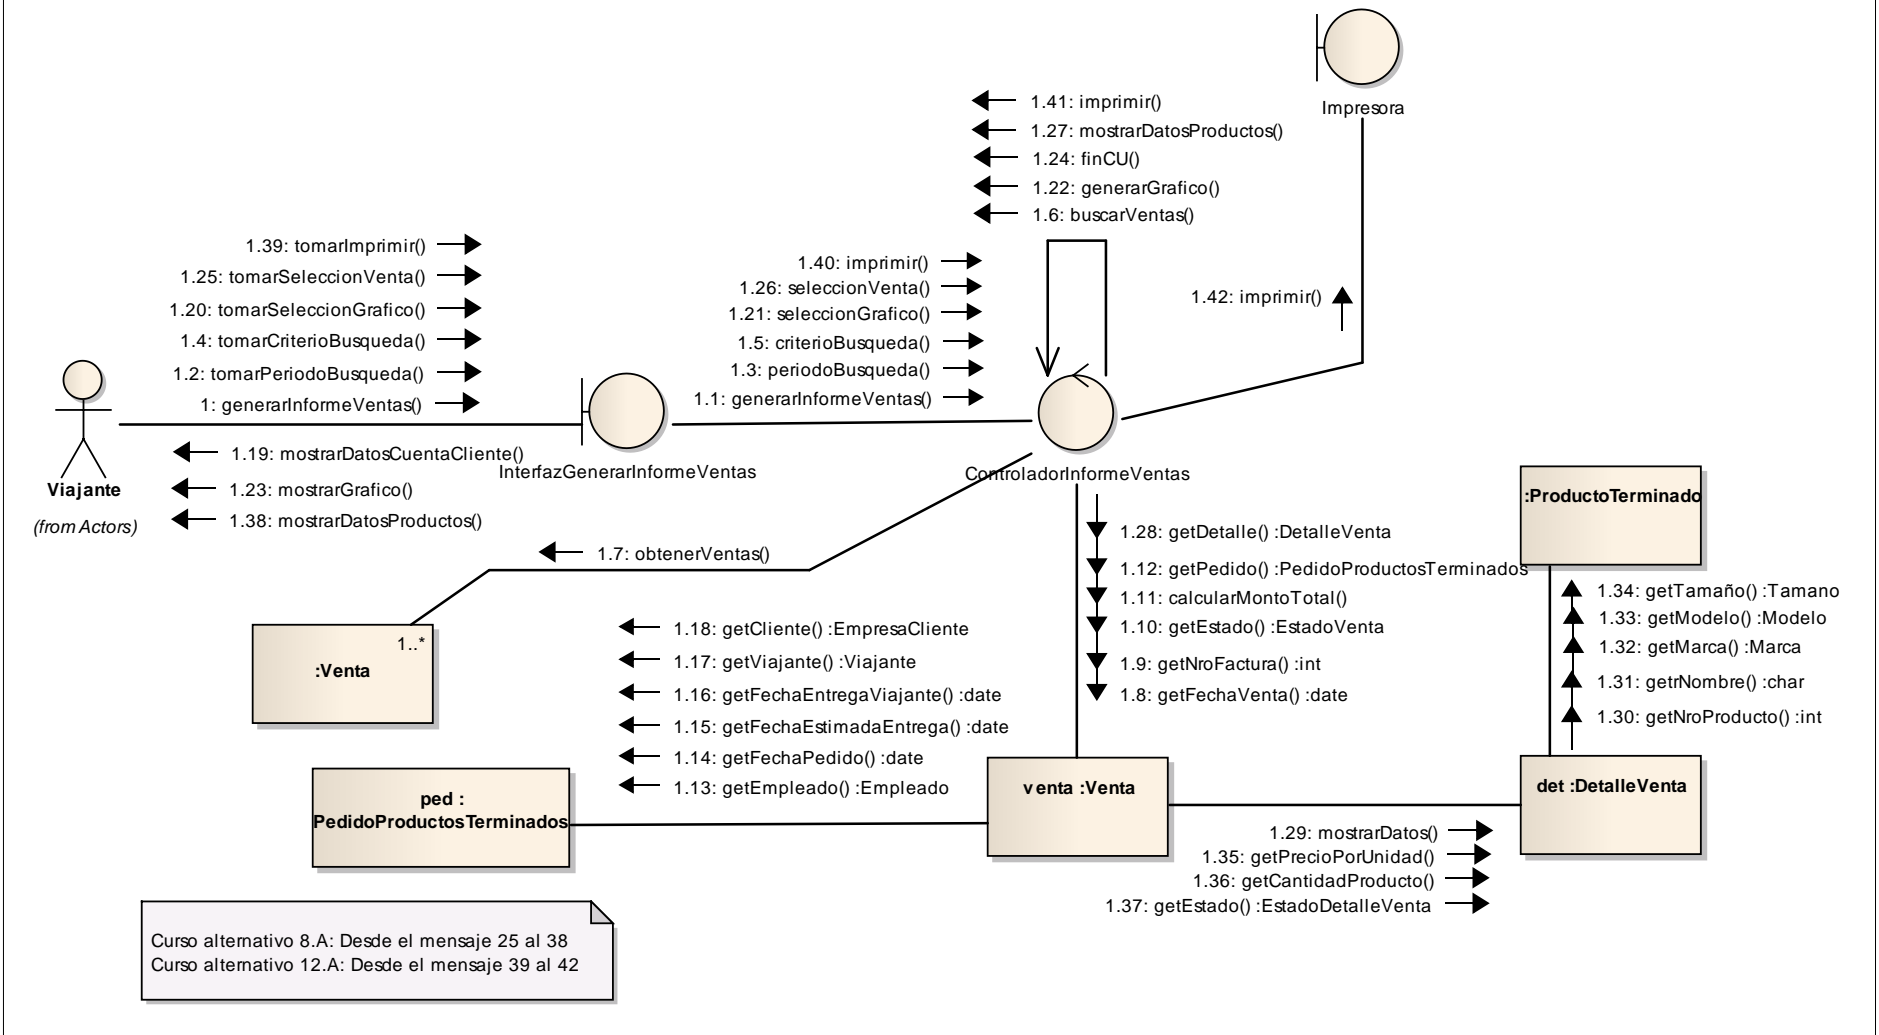 Impresora
1.41: imprimir()
1.27: mostrarDatosProductos()
1.24: finCU()
1.22: generarGrafico()
1.6: buscarVentas()
1.39: tomarImprimir()
1.25: tomarSeleccionVenta()
1.20: tomarSeleccionGrafico()
1.4: tomarCriterioBusqueda()
1.2: tomarPeriodoBusqueda()
1: generarInformeVentas()
1.40: imprimir()
1.26: seleccionVenta()
1.21: seleccionGrafico()
1.5: criterioBusqueda()
1.3: periodoBusqueda()
1.1: generarInformeVentas()
1.42: imprimir()
1.19: mostrarDatosCuentaCliente()
1.23: mostrarGrafico()
1.38: mostrarDatosProductos()
Viajante
(from Actors)
InterfazGenerarInformeVentas
ControladorInformeVentas
1.7: obtenerVentas()
1.28: getDetalle() :DetalleVenta
1.12: getPedido() :PedidoProductosTerminados
1.11: calcularMontoTotal()
1.10: getEstado() :EstadoVenta
1.9: getNroFactura() :int
1.8: getFechaVenta() :date
:ProductoTerminado
1.34: getTamaño() :Tamano
1.33: getModelo() :Modelo
1.32: getMarca() :Marca
1.31: getrNombre() :char
1.30: getNroProducto() :int
1..*
:Venta
1.18: getCliente() :EmpresaCliente
1.17: getViajante() :Viajante
1.16: getFechaEntregaViajante() :date
1.15: getFechaEstimadaEntrega() :date
1.14: getFechaPedido() :date
1.13: getEmpleado() :Empleado
ped :
PedidoProductosTerminados
venta :Venta
det :DetalleVenta
1.29: mostrarDatos()
1.35: getPrecioPorUnidad()
1.36: getCantidadProducto()
1.37: getEstado() :EstadoDetalleVenta
Curso alternativo 8.A: Desde el mensaje 25 al 38
Curso alternativo 12.A: Desde el mensaje 39 al 42